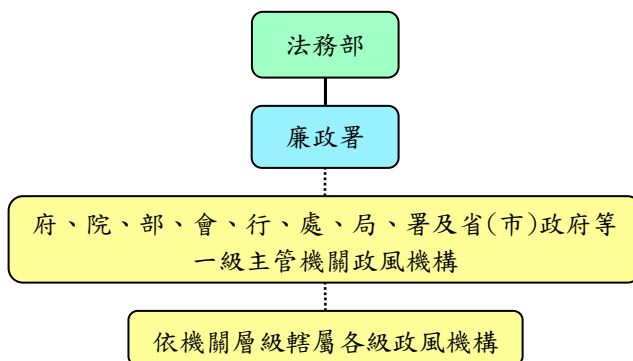 法務部
廉政署
府、院、部、會、行、處、局、署及省(市)政府等
一級主管機關政風機構
依機關層級轄屬各級政風機構